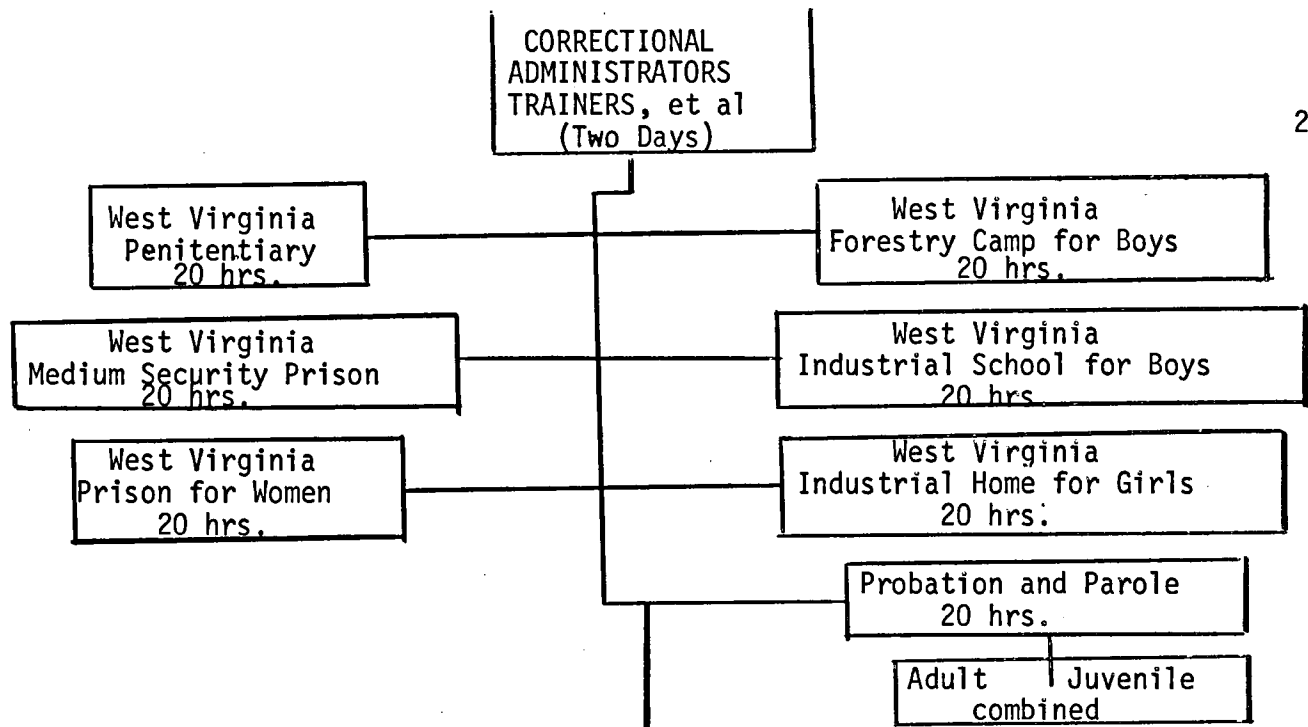 CORRECTIONAL
ADMINISTRATORS
TRAINERS, et al
(Two Days)
2
West Virginia
Penitentiary
20 hrs.
West Virginia
Forestry Camp for Boys
20 hrs.
West Virginia
Medium Security Prison
20 hrs.
West Virginia
Industrial School for Boys
20 hrs
West Virginia
Prison for Women
20 hrs.
West Virginia
Industrial Home for Girls
20 hrs.
Probation and Parole
20 hrs.
Adult Juvenile
combined